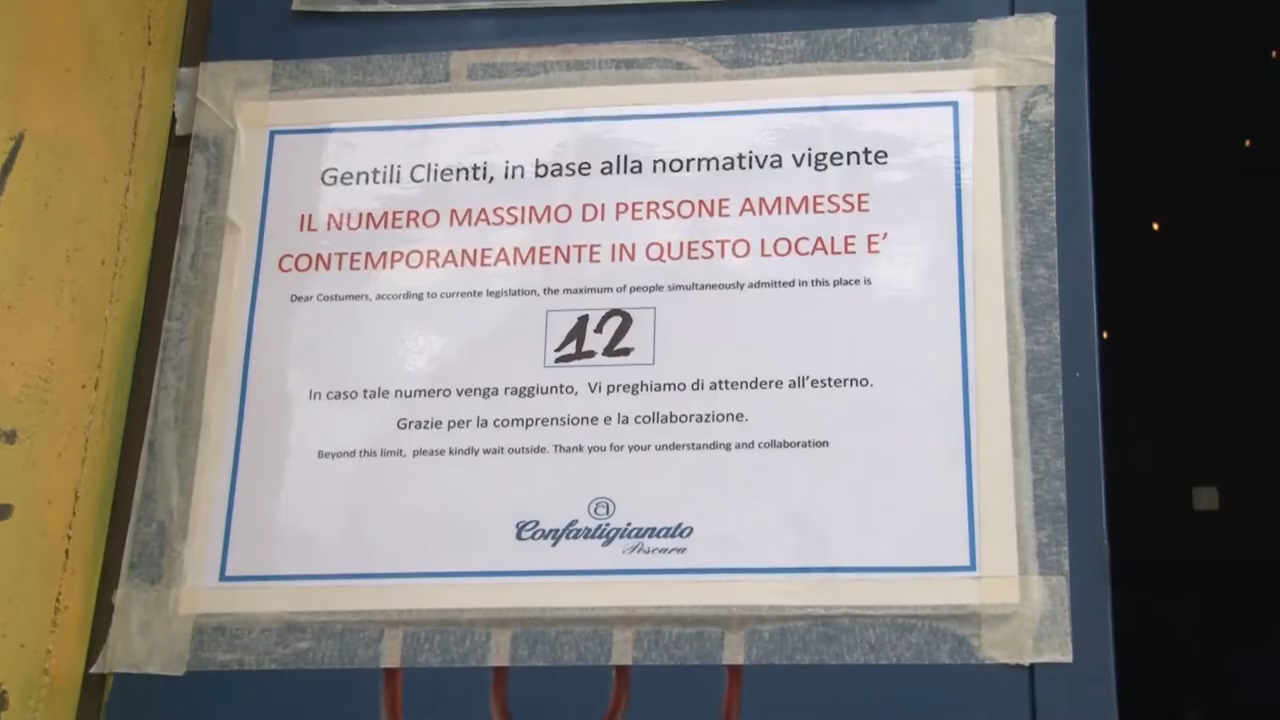 Gentili Clienti, in base alla normativa vigente
IL NUMERO MASSIMO DI PERSONE AMMESSE
CONTEMPORANEAMENTE IN QUESTO LOCALE E’
Dear Costumers, according to currente legislation, the maximum of people simultaneously admitted in this place is
12
In caso tale numero venga raggiunto, Vi preghiamo di attendere all’esterno.
Grazie per la comprensione e la collaborazione.
Beyond this limit, please kindly wait outside. Thank you for your understanding and collaboration
a
Confartigianato
Pescara